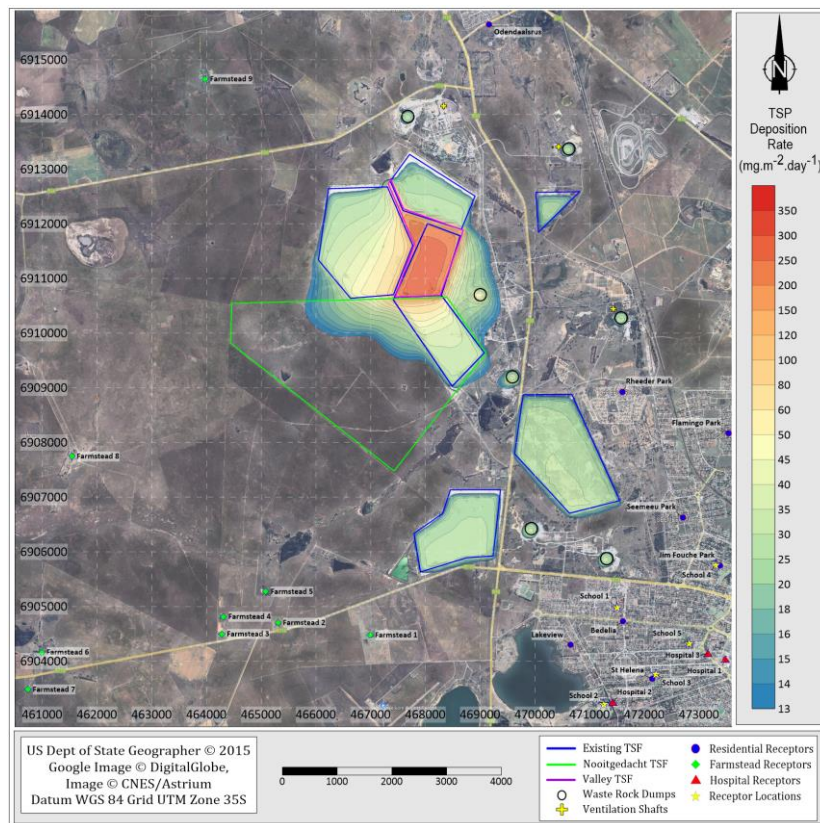 Odendaalsrus
6915000
Farmstead 9
6914000
6913000
6912000
6911000
6910000
6909000
Rheeder Park
Flamingo Park
6908000
Farmstead 8
6907000
Seemeeu Park
6906000
Jim Fouche Park
School 4
Farmstead 5
School 1
6905000
Farmstead 4
Farmstead 2
Bedelia
Farmstead 3
Farmstead 1
Lakeview
School 5
6904000
Farmstead 6
Hospital 3
St Helena
Hospital 1
School 3
Farmstead 7
School 2
Hospital 2
461000 462000 463000 464000 465000 466000 467000 468000 469000 470000 471000 472000 473000
N
TSP
Deposition
Rate
(mg.m-2.day-1)
350
250
200
150
120
100
80
60
50
45
40
35
30
25
20
18
16
15
13
US Dept of State Geographer © 2015
Google Image © DigitalGlobe,
Image © CNES/Astrium
Datum WGS 84 Grid UTM Zone 35S
0 1000 2000 3000 4000
Existing TSF
Nooitgedacht TSF
Valley TSF
Waste Rock Dumps
Ventilation Shafts
Residential Receptors
Farmstead Receptors
Hospital Receptors
Receptor Locations